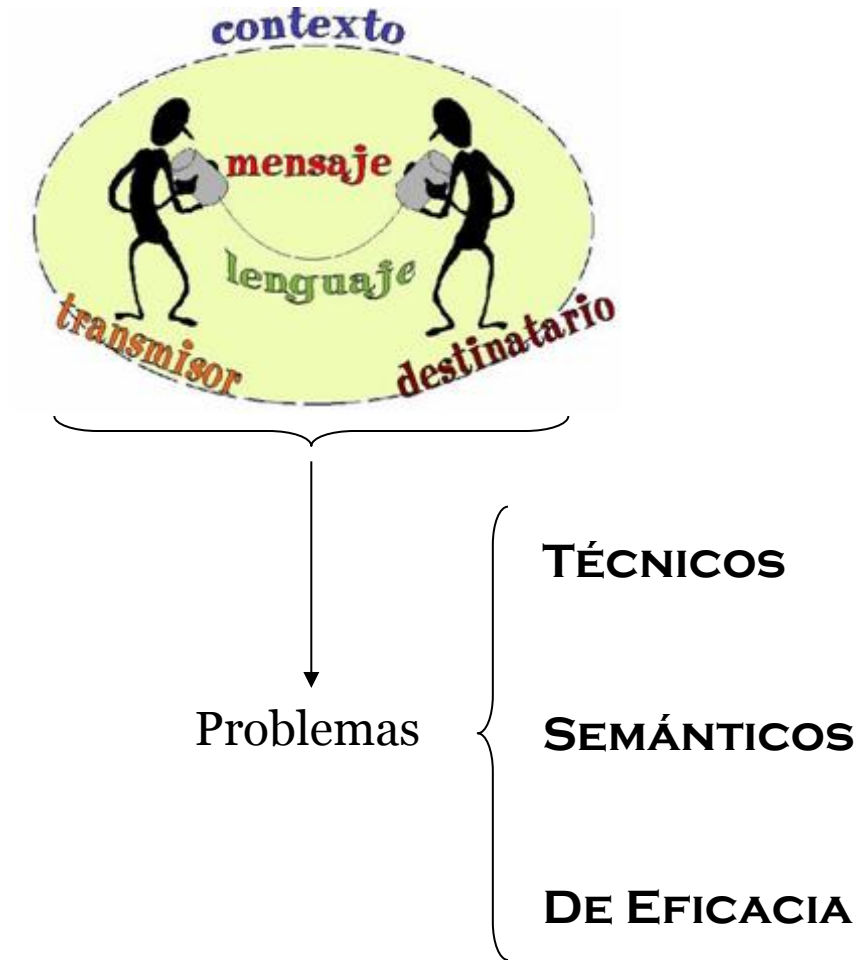 contexto
mensaje
lenguaje
transmisor
destinatario
Técnicos
Problemas
Semánticos
De Eficacia